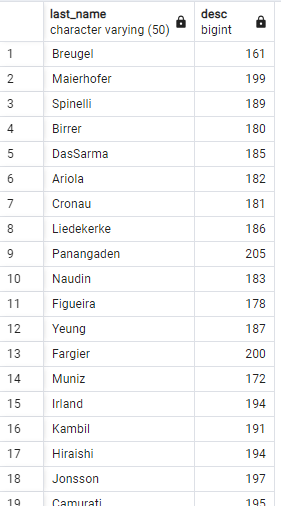 last_name desc
character varying (50) bigint
1 Breugel 161
2 Maierhofer 199
3 Spinelli 189
4 Birrer 180
5 DasSarma 185
6 Ariola 182
7 Cronau 181
8 Liedekerke 186
9 Panangaden 205
10 Naudin 183
11 Figueira 178
12 Yeung 187
13 Fargier 200
14 Muniz 172
15 Irland 194
16 Kambil 191
17 Hiraishi 194
18 Jonsson 197
19 Camurati 195